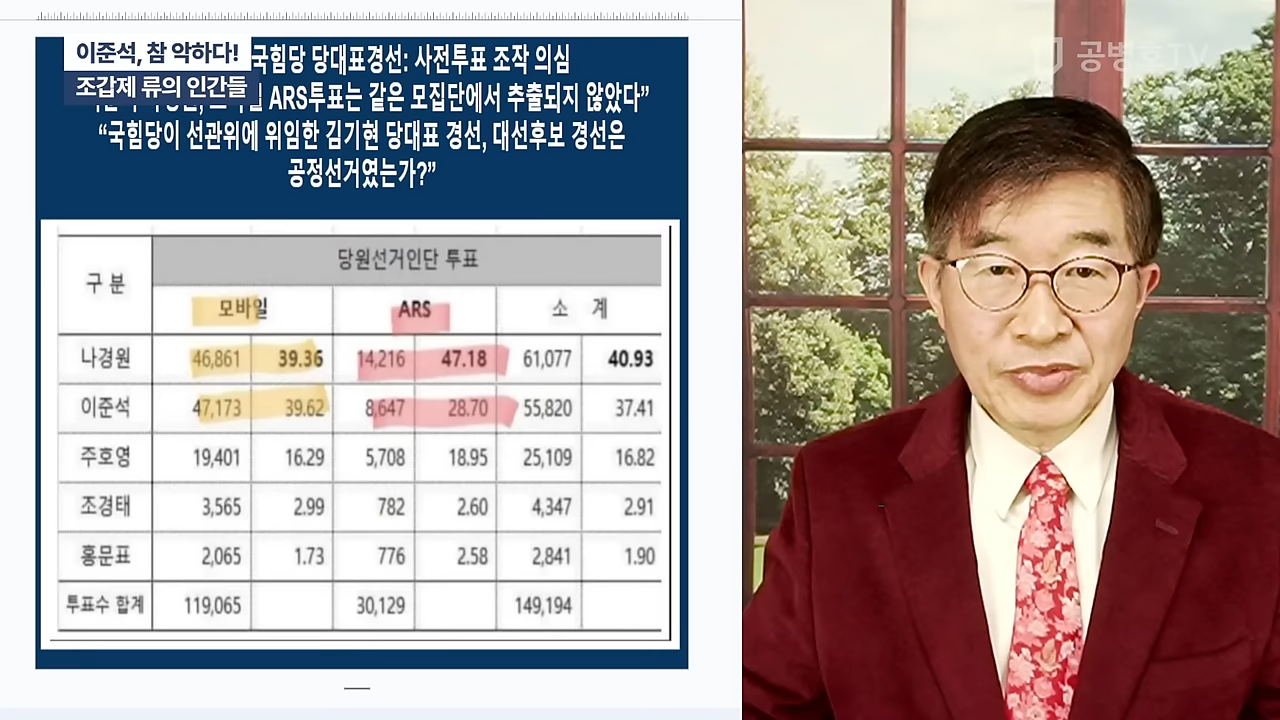 이준석, 참 악하다!
조갑제 류의 인간들
국힘당 당대표경선: 사전투표 조작 의심
ARS투표는 같은 모집단에서 추출되지 않았다”
“국힘당이 선관위에 위임한 김기현 당대표 경선, 대선후보 경선은
공정선거였는가?”
공병호TV
구 분 당원선거인단 투표
모바일 ARS 소 계
나경원 46,861 39.36 14,216 47.18 61,077 40.93
이준석 47,173 39.62 8,647 28.70 55,820 37.41
주호영 19,401 16.29 5,708 18.95 25,109 16.82
조경태 3,565 2.99 782 2.60 4,347 2.91
홍문표 2,065 1.73 776 2.58 2,841 1.90
투표수 합계 119,065 30,129 149,194